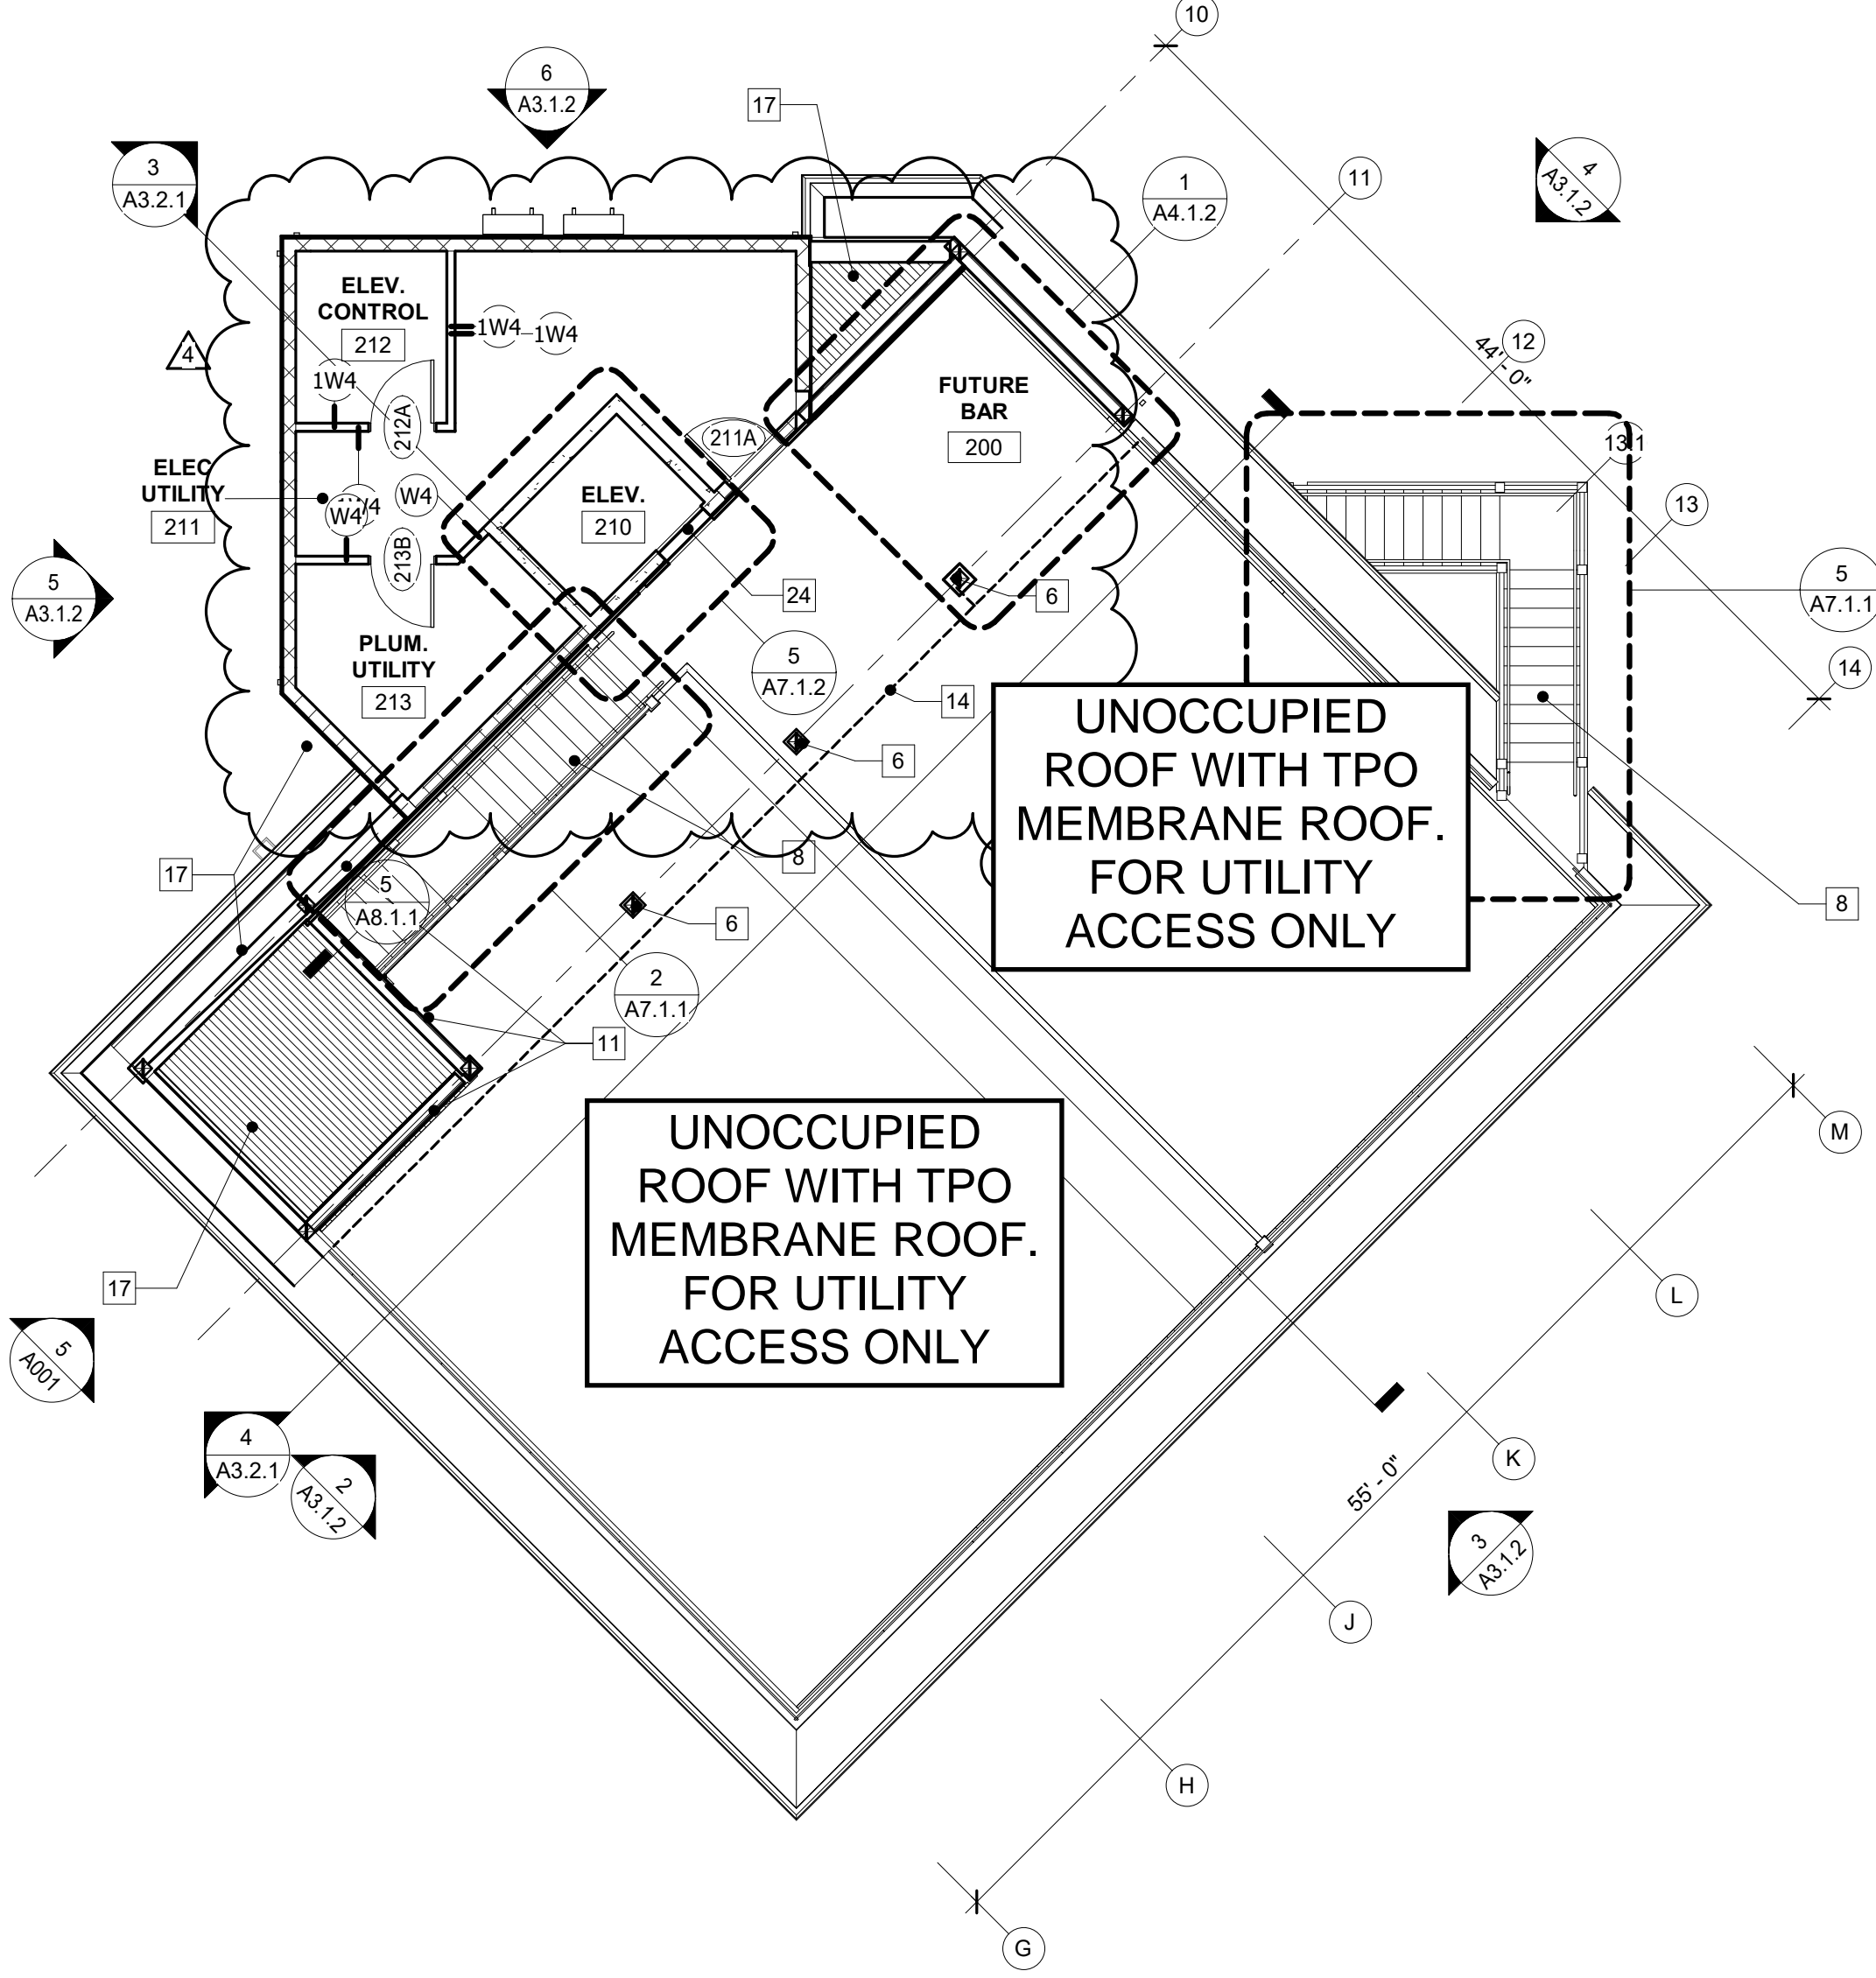 10
6
A3.1.2
17
3
A3.2.1
4
A3.1.2
11
1
A4.1.2
ELEV.
CONTROL
212
1W4
1W4
4
12
44' - 0"
1W4
FUTURE
BAR
200
212A
211A
13.1
ELEC
UTILITY
211
W4
W4
ELEV.
210
13
213B
5
A3.1.2
24
6
5
A7.1.1
PLUM.
UTILITY
213
5
A7.1.2
14
14
6
UNOCCUPIED
ROOF WITH TPO
MEMBRANE ROOF.
FOR UTILITY
ACCESS ONLY
8
17
5
A8.1.1
6
8
2
A7.1.1
11
UNOCCUPIED
ROOF WITH TPO
MEMBRANE ROOF.
FOR UTILITY
ACCESS ONLY
M
17
L
5
A001
4
A3.2.1
2
A3.1.2
K
55' - 0"
3
A3.1.2
J
H
G